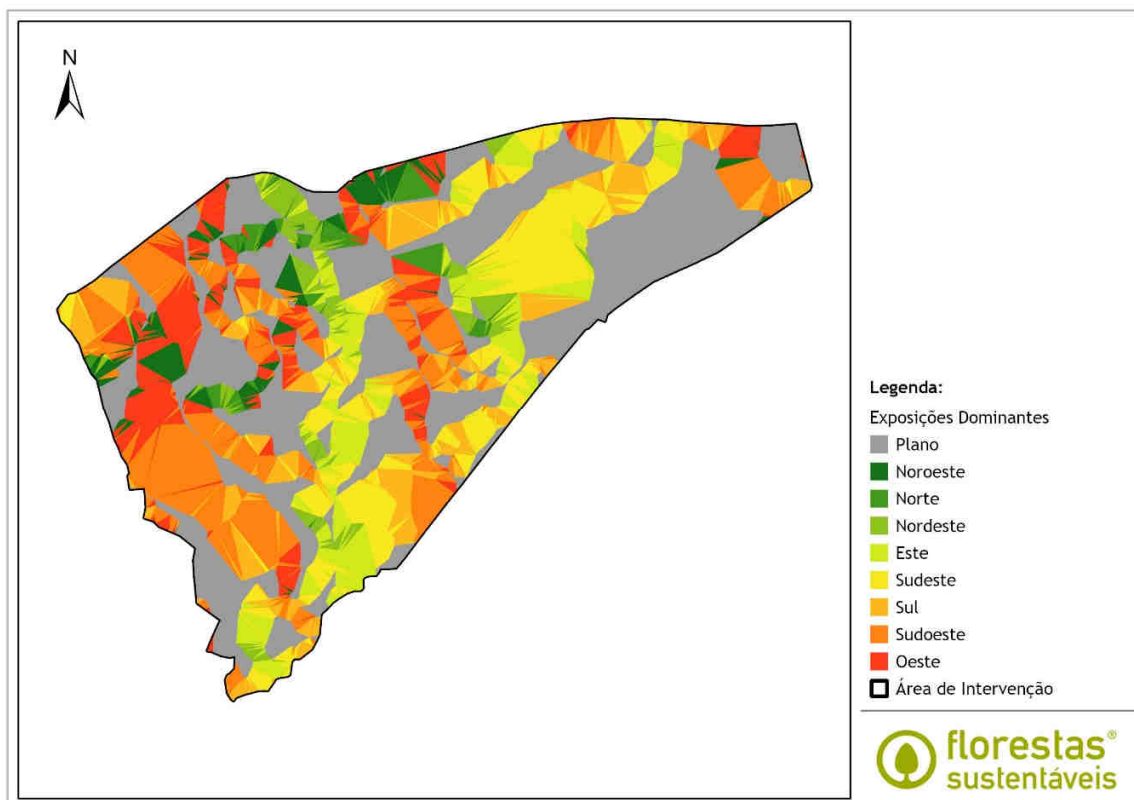 N
Legenda:
Exposições Dominantes
Plano
Noroeste
Norte
Nordeste
Este
Sudeste
Sul
Sudoeste
Oeste
Área de Intervenção
florestas®
sustentáveis